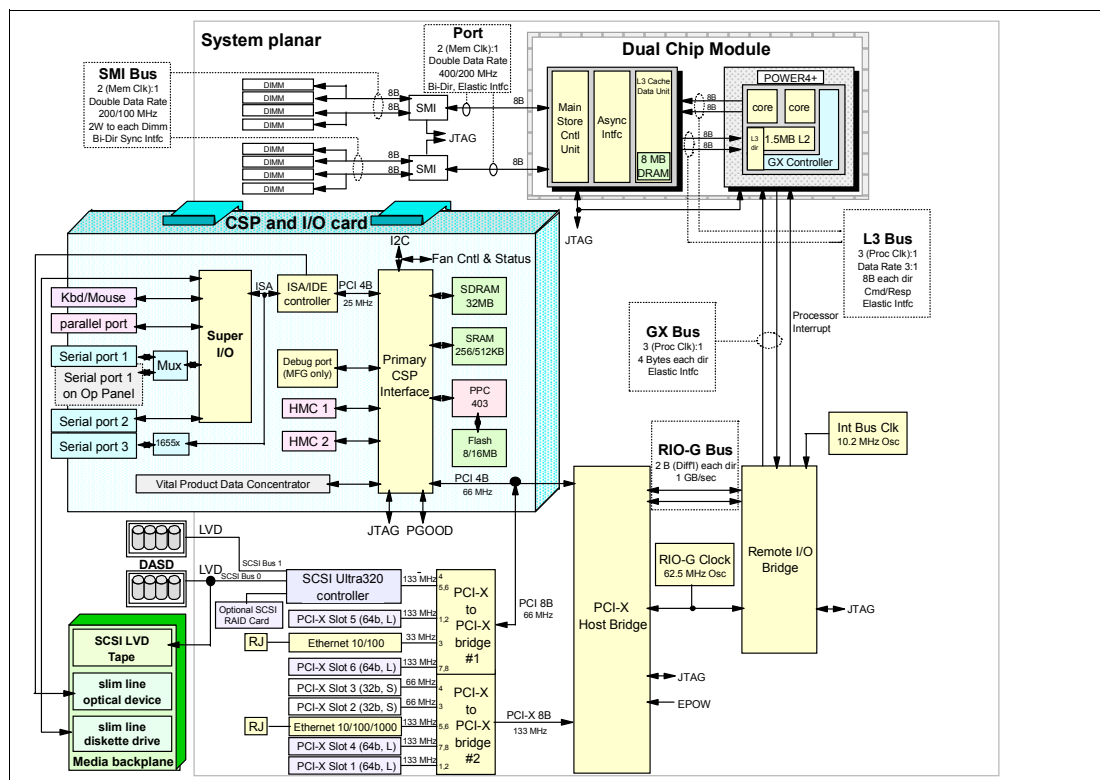 System planar
Port
2 (Mem Clk):1
Double Data Rate
400/200 MHz
Bi-Dir, Elastic Intfc
SMI Bus
2 (Mem Clk):1
Double Data Rate
200/100 MHz
2W to each Dimm
Bi-Dir Sync Intfc
DIMM
DIMM
DIMM
DIMM
8B
8B
SMI
8B
JTAG
DIMM
DIMM
DIMM
DIMM
8B
8B
SMI
8B
Dual Chip Module
Main
Store
Cntl
Unit
Async
Intfc
L3 Cache
Data Unit
8 MB
DRAM
8B
8B
8B
8B
POWER4+
core
core
L3
dir
1.5MB L2
GX Controller
JTAG
L3 Bus
3 (Proc Clk):1
Data Rate 3:1
8B each dir
Cmd/Resp
Elastic Intfc
Processor
Interrupt
GX Bus
3 (Proc Clk):1
4 Bytes each dir
Elastic Intfc
CSP and I/O card
I2C
Fan Cntl & Status
Kbd/Mouse
parallel port
Serial port 1
Serial port 1
on Op Panel
Mux
Serial port 2
Serial port 3
1655x
Super
I/O
ISA
ISA/IDE
controller
PCI 4B
25 MHz
Debug port
(MFG only)
HMC 1
HMC 2
Vital Product Data Concentrator
Primary
CSP
Interface
SDRAM
32MB
SRAM
256/512KB
PPC
403
Flash
8/16MB
PCI 4B
66 MHz
JTAG
PGOOD
RIO-G Bus
2 B (Diff'l) each dir
1 GB/sec
Int Bus Clk
10.2 MHz Osc
RIO-G Clock
62.5 MHz Osc
Remote I/O
Bridge
JTAG
PCI-X
Host Bridge
JTAG
EPOW
PCI 8B
66 MHz
PCI-X 8B
133 MHz
LVD
DASD
LVD
SCSI Bus 1
SCSI Bus 0
SCSI Ultra320
controller
133 MHz
4
5,6
Optional SCSI
RAID Card
PCI-X Slot 5 (64b, L)
133 MHz
1,2
RJ
Ethernet 10/100
33 MHz
3
PCI-X Slot 6 (64b, L)
133 MHz
7,8
PCI-X
to
PCI-X
bridge
#1
PCI-X Slot 3 (32b, S)
66 MHz
4
PCI-X Slot 2 (32b, S)
66 MHz
3
RJ
Ethernet 10/100/1000
133 MHz
5,6
PCI-X Slot 4 (64b, L)
133 MHz
7,8
PCI-X Slot 1 (64b, L)
133 MHz
1,2
PCI-X
to
PCI-X
bridge
#2
SCSI LVD
Tape
slim line
optical device
slim line
diskette drive
Media backplane